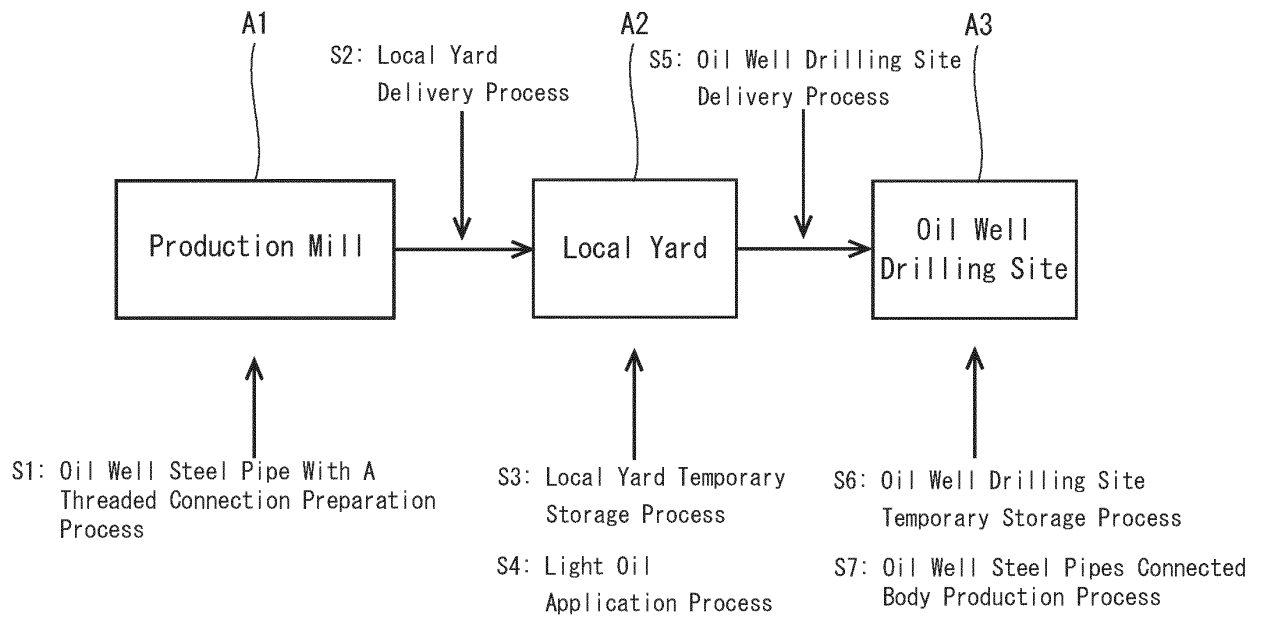 A1
A2
A3
S2: Local Yard
Delivery Process
S5: Oil Well Drilling Site
Delivery Process
Production Mill
Local Yard
Oil Well
Drilling Site
S1: Oil Well Steel Pipe With A
Threaded Connection Preparation
Process
S3: Local Yard Temporary
Storage Process
S4: Light Oil
Application Process
S6: Oil Well Drilling Site
Temporary Storage Process
S7: Oil Well Steel Pipes Connected
Body Production Process